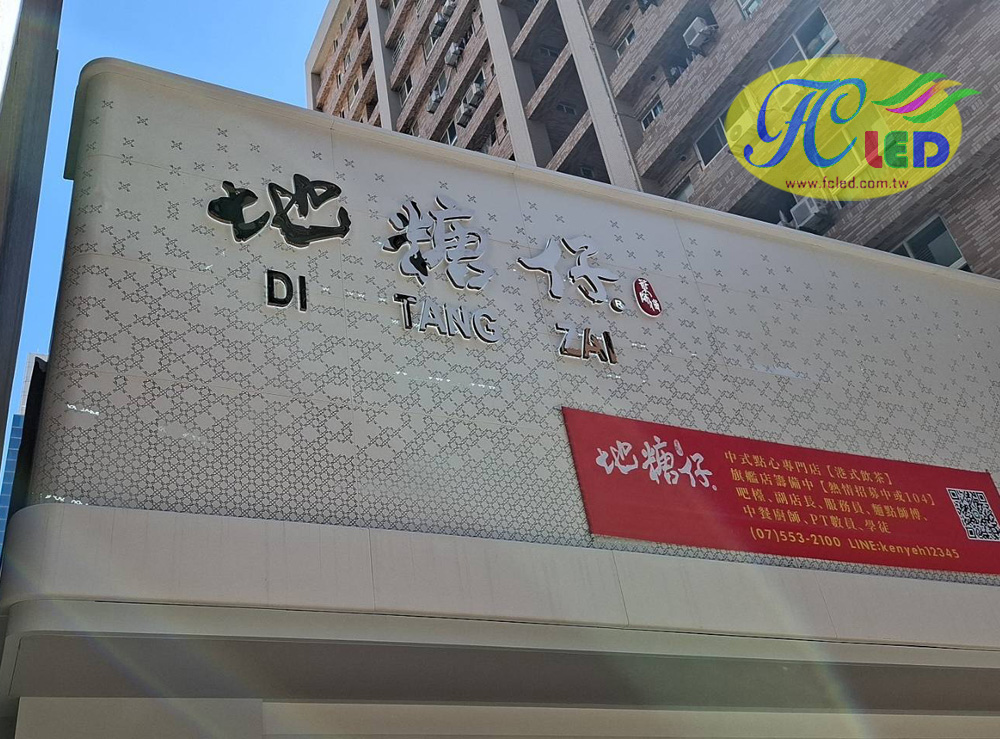 FC LED
www.fcled.com.tw
地糖仔®
DI TANG ZAI
地糖仔
中式點心專門店【港式飲茶】
旗艦店籌備中【熱情招募中或104】
吧檯、副店長、服務員、麵點師傅、
中餐廚師、PT數員、學徒
(07)553-2100 LINE:kenyeh12345